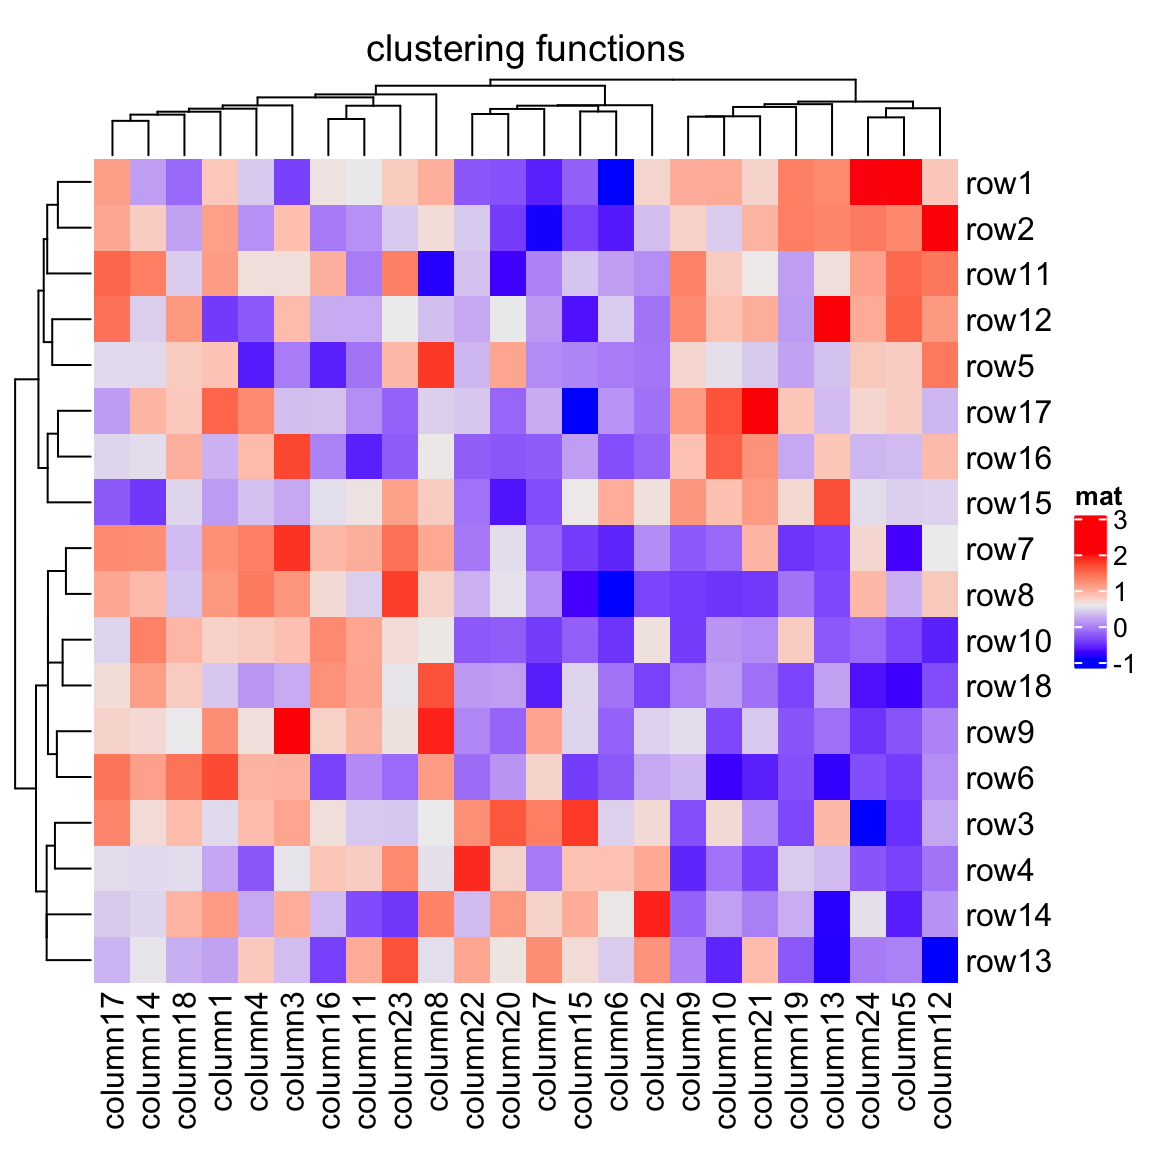 clustering functions
row1
row2
row11
row12
row5
row17
row16
row15
row7
row8
row10
row18
row9
row6
row3
row4
row14
row13
mat
3
2
1
0
-1
column17
column14
column18
column1
column4
column3
column16
column11
column23
column8
column22
column20
column7
column15
column6
column2
column9
column10
column21
column19
column13
column24
column5
column12